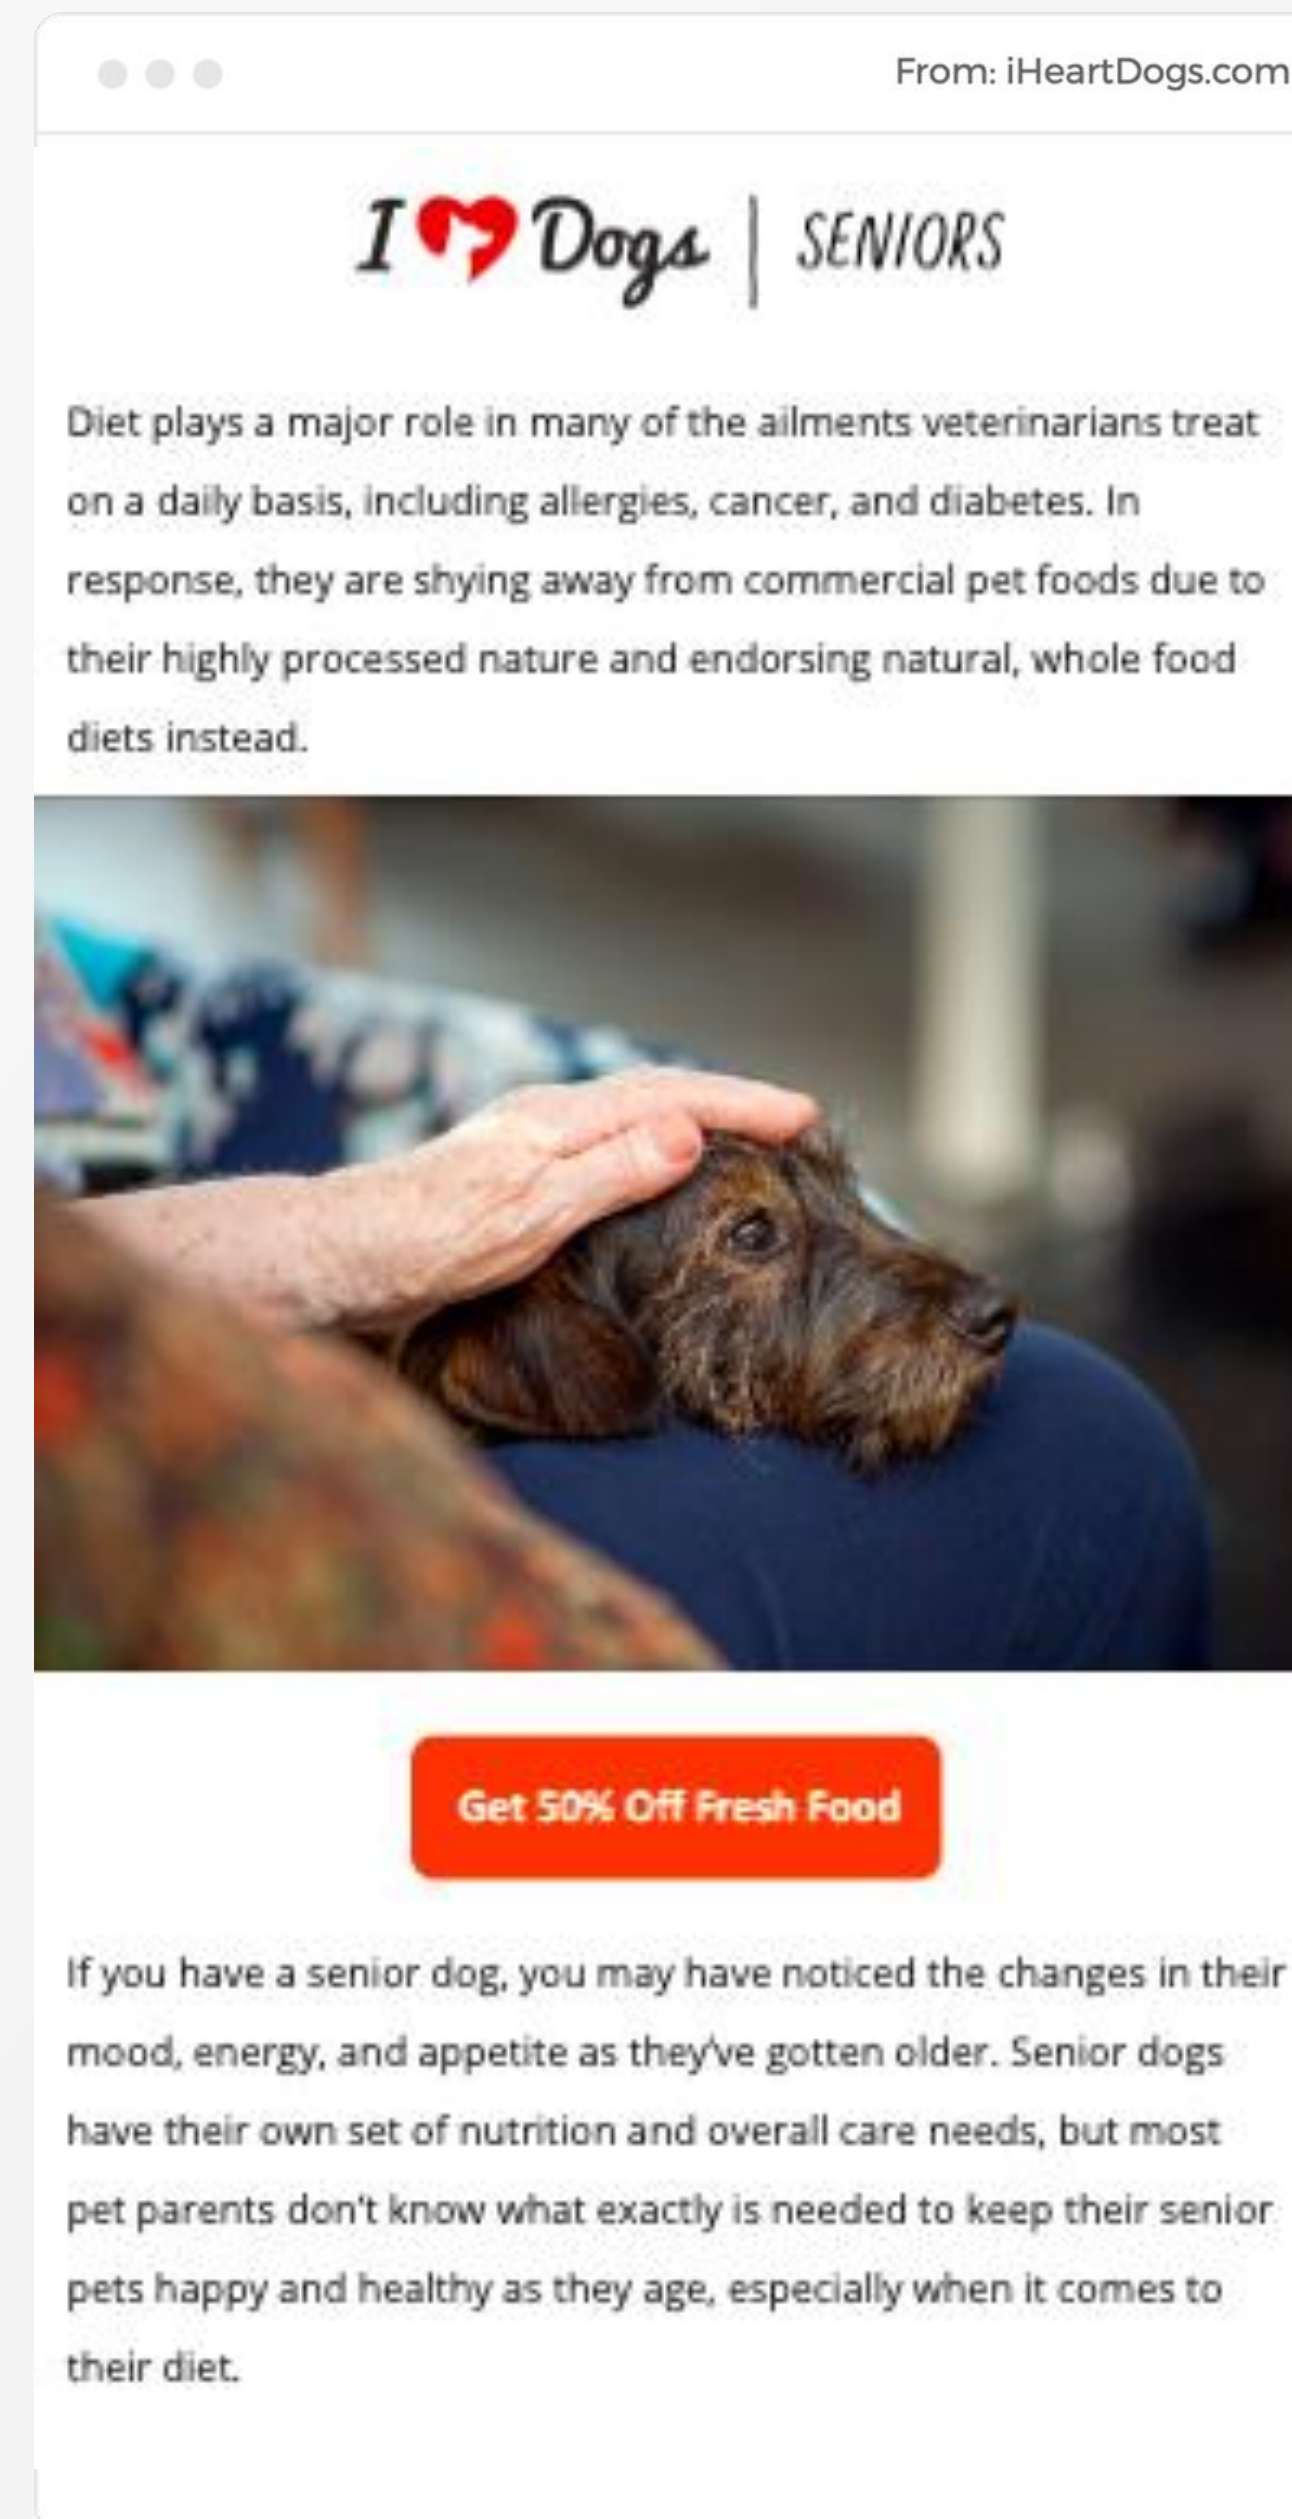 From: iHeartDogs.com
I Dogs | SENIORS
Diet plays a major role in many of the ailments veterinarians treat
on a daily basis, including allergies, cancer, and diabetes. In
response, they are shying away from commercial pet foods due to
their highly processed nature and endorsing natural, whole food
diets instead.
Get 50% Off Fresh Food
If you have a senior dog, you may have noticed the changes in their
mood, energy, and appetite as they've gotten older. Senior dogs
have their own set of nutrition and overall care needs, but most
pet parents don't know what exactly is needed to keep their senior
pets happy and healthy as they age, especially when it comes to
their diet.